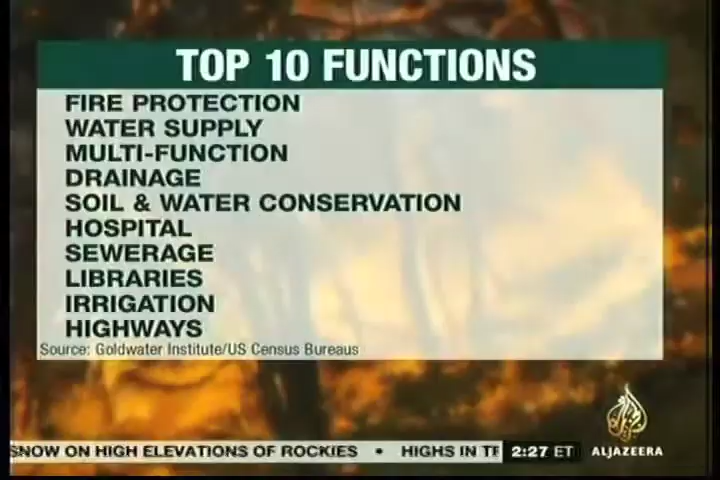 TOP 10 FUNCTIONS
FIRE PROTECTION
WATER SUPPLY
MULTI-FUNCTION
DRAINAGE
SOIL & WATER CONSERVATION
HOSPITAL
SEWERAGE
LIBRARIES
IRRIGATION
HIGHWAYS
Source: Goldwater Institute/US Census Bureaus
SNOW ON HIGH ELEVATIONS OF ROCKIES • HIGHS IN 2:27 ET ALJAZEERA